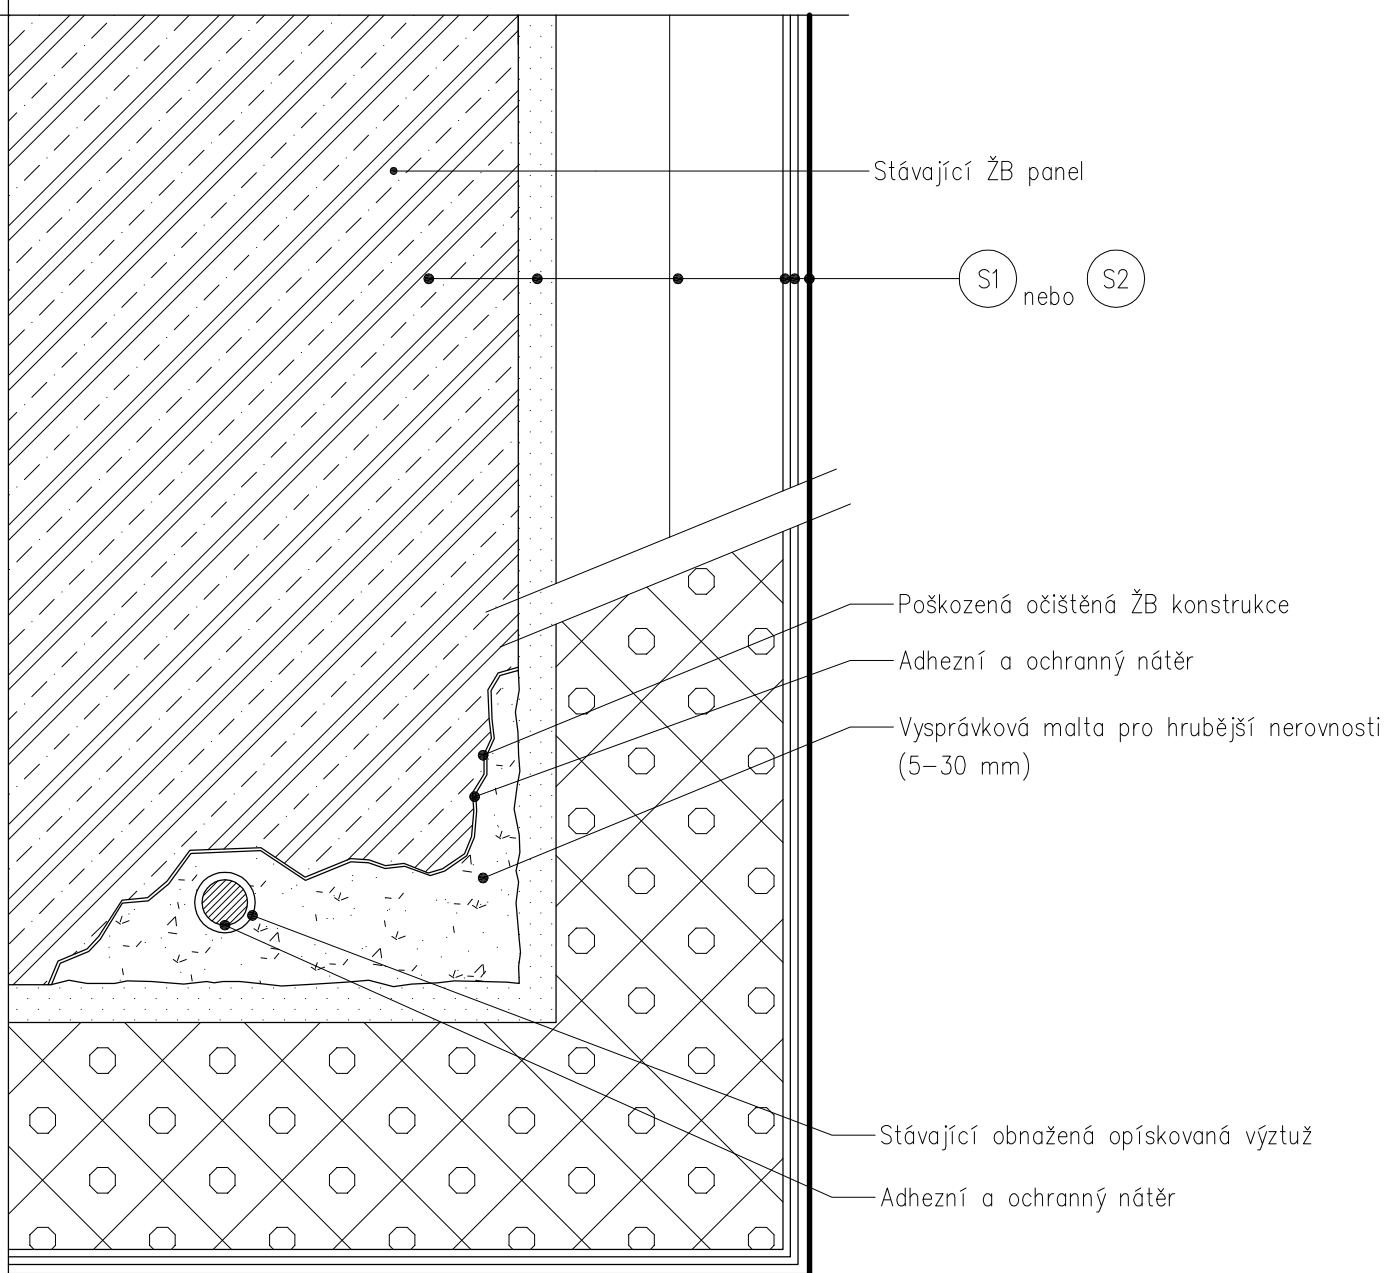 Stávající ŽB panel
S1 nebo S2
Poškozená očištěná ŽB konstrukce
Adhezní a ochranný nátěr
Vysprávková malta pro hrubější nerovnosti
(5-30 mm)
Stávající obnažená opískovaná výztuž
Adhezní a ochranný nátěr